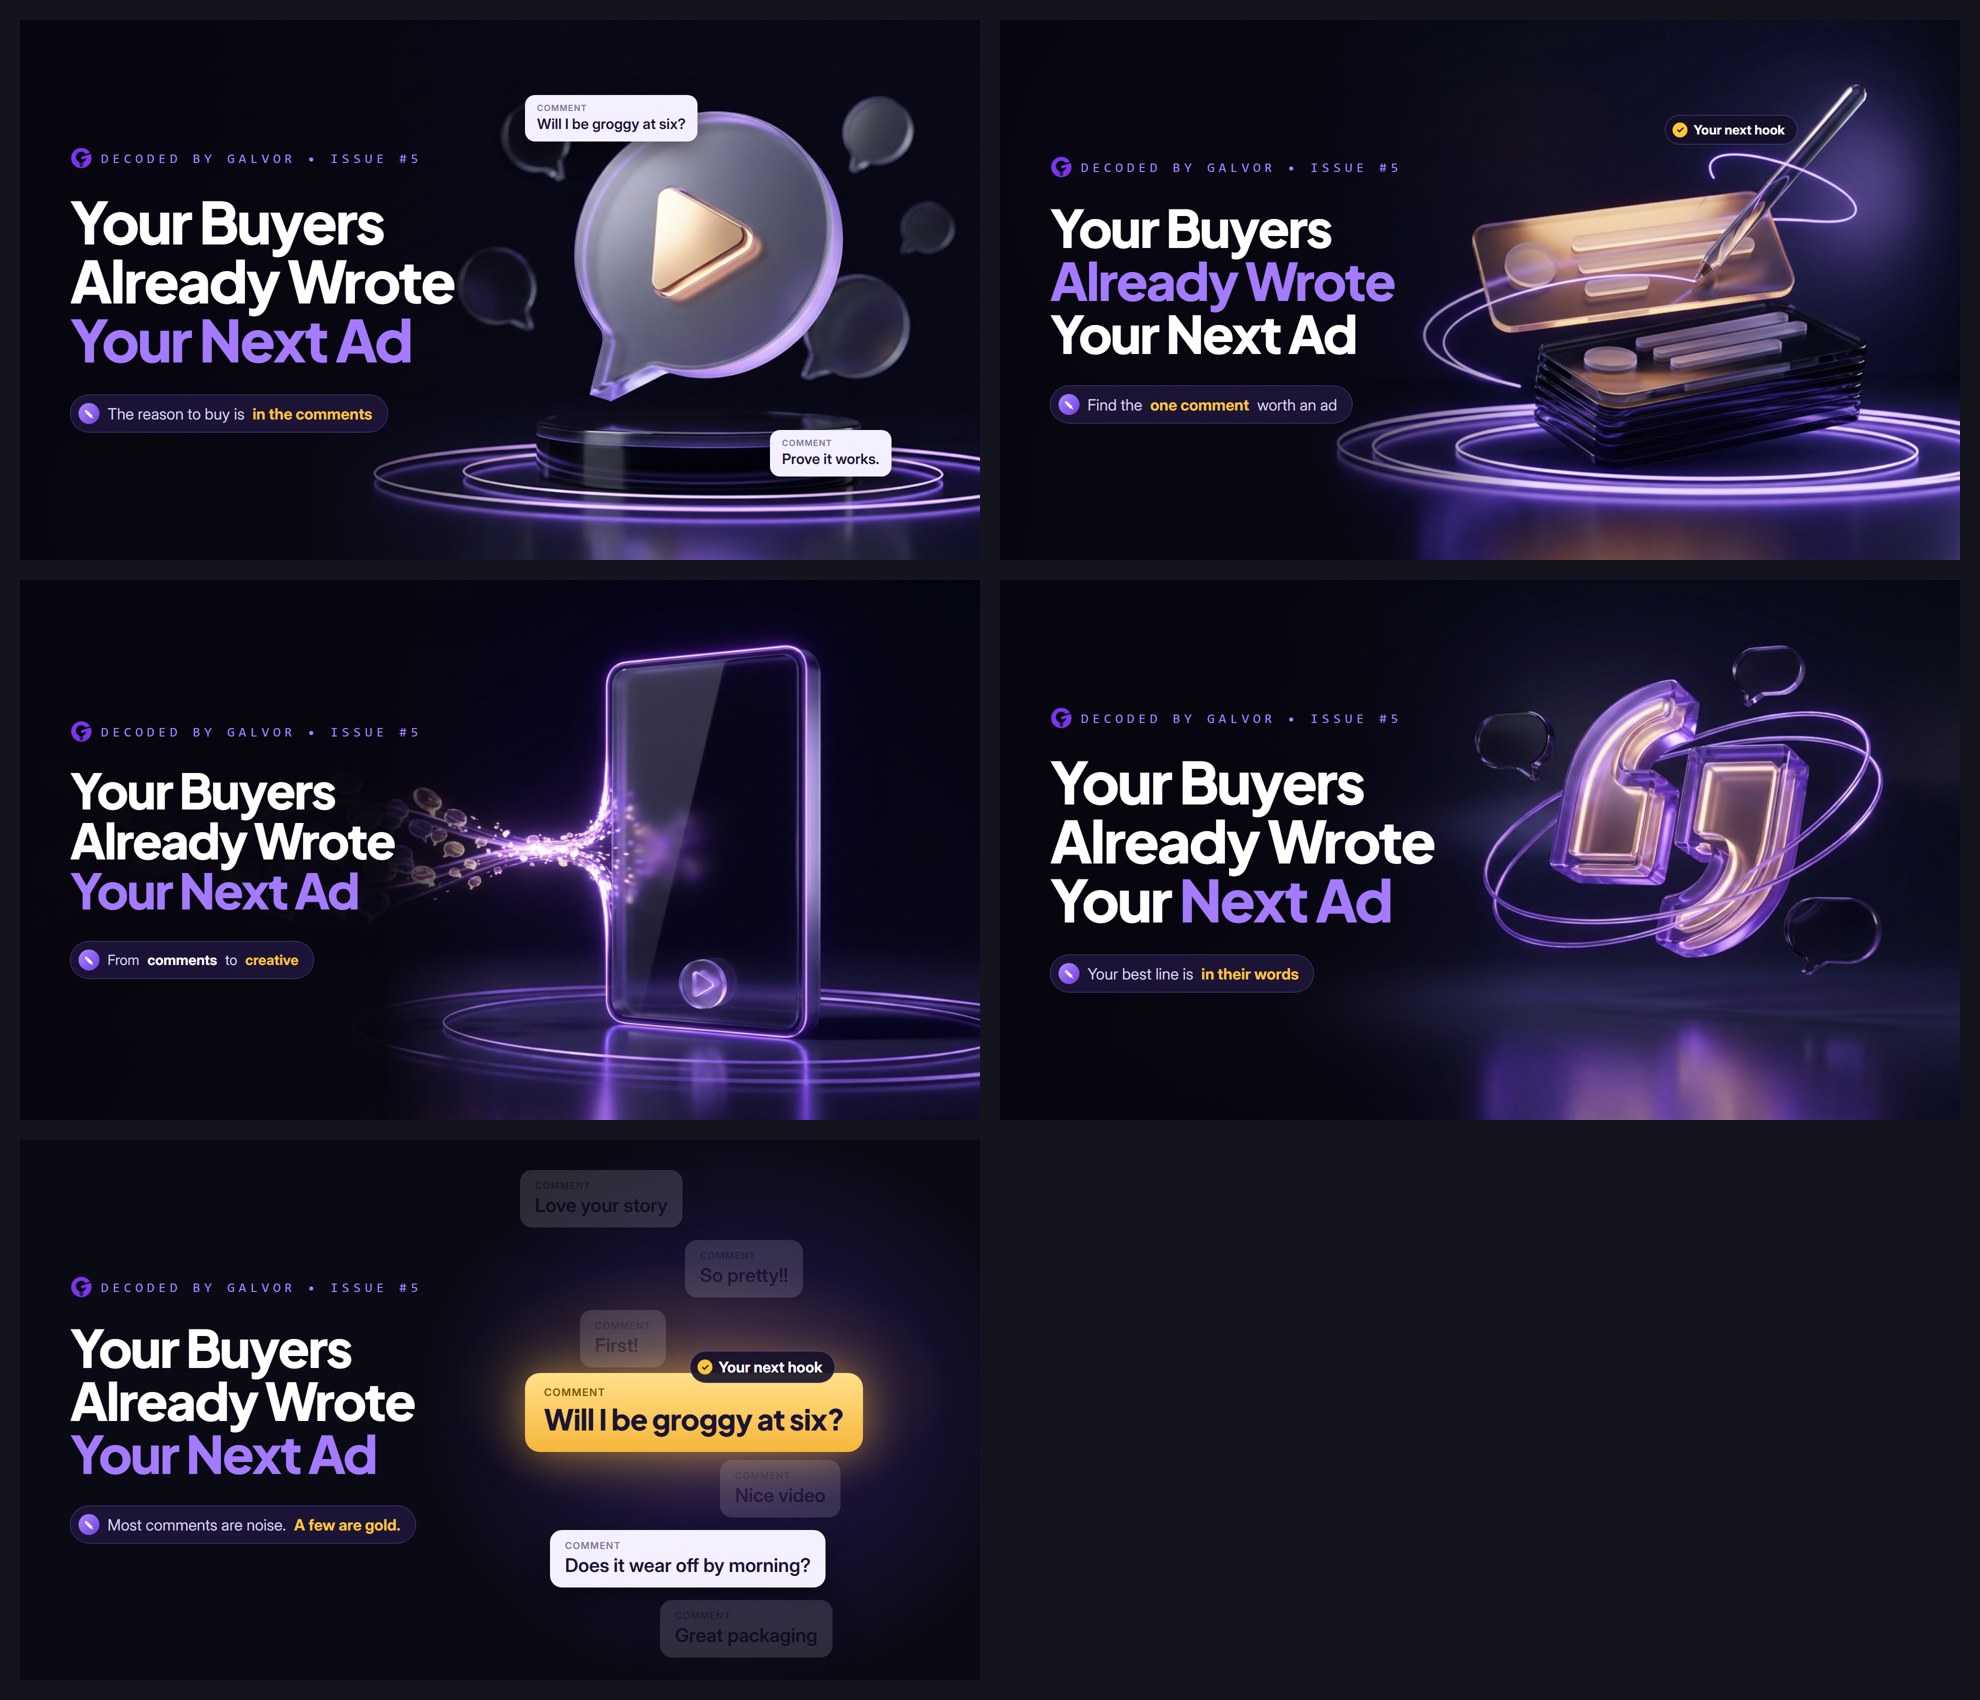 DECODED BY GALVOR • ISSUE #5
Your Buyers
Already Wrote
Your Next Ad
The reason to buy is in the comments
COMMENT
Will I be groggy at six?
COMMENT
Prove it works.
DECODED BY GALVOR • ISSUE #5
Your Buyers
Already Wrote
Your Next Ad
Find the one comment worth an ad
Your next hook
DECODED BY GALVOR • ISSUE #5
Your Buyers
Already Wrote
Your Next Ad
From comments to creative
DECODED BY GALVOR • ISSUE #5
Your Buyers
Already Wrote
Your Next Ad
Your best line is in their words
DECODED BY GALVOR • ISSUE #5
Your Buyers
Already Wrote
Your Next Ad
Most comments are noise. A few are gold.
COMMENT
Love your story
COMMENT
So pretty!!
COMMENT
First!
Your next hook
COMMENT
Will I be groggy at six?
COMMENT
Nice video
COMMENT
Does it wear off by morning?
COMMENT
Great packaging